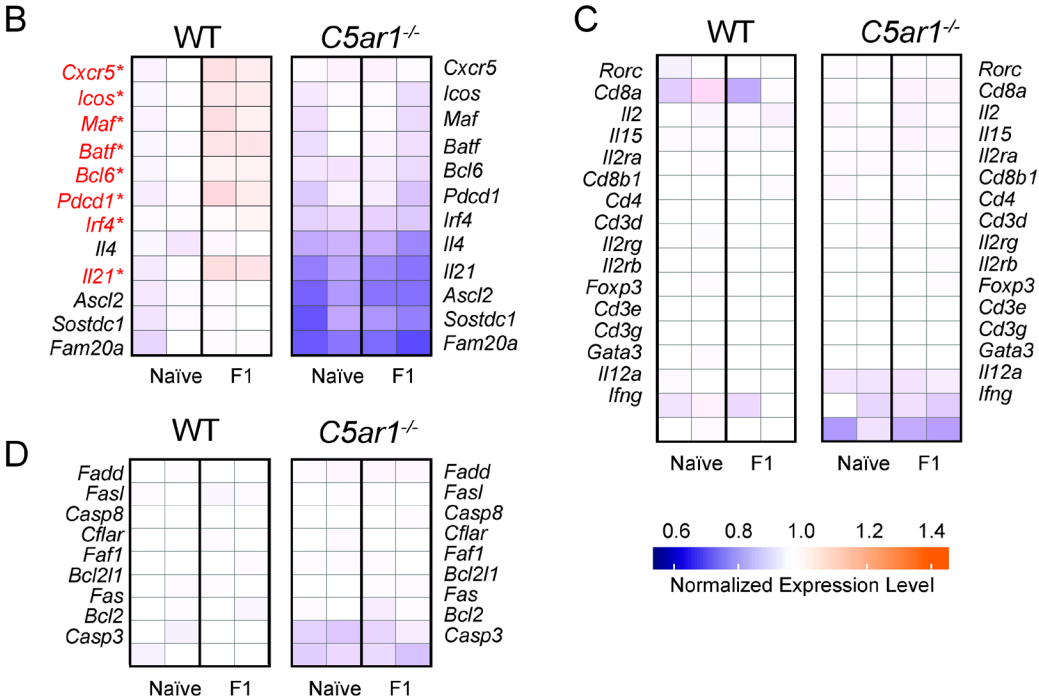 B
WT
C5ar1-/-
Cxcr5*
Icos*
Maf*
Batf*
Bcl6*
Pdcd1*
Irf4*
Il4
Il21*
Ascl2
Sostdc1
Fam20a
Cxcr5
Icos
Maf
Batf
Bcl6
Pdcd1
Irf4
Il4
Il21
Ascl2
Sostdc1
Fam20a
Naïve F1
Naïve F1
C
WT
C5ar1-/-
Rorc
Cd8a
Il2
Il15
Il2ra
Cd8b1
Cd4
Cd3d
Il2rg
Il2rb
Foxp3
Cd3e
Cd3g
Gata3
Il12a
Ifng
Rorc
Cd8a
Il2
Il15
Il2ra
Cd8b1
Cd4
Cd3d
Il2rg
Il2rb
Foxp3
Cd3e
Cd3g
Gata3
Il12a
Ifng
Naïve F1
Naïve F1
D
WT
C5ar1-/-
Fadd
Fasl
Casp8
Cflar
Faf1
Bcl2l1
Fas
Bcl2
Casp3
Fadd
Fasl
Casp8
Cflar
Faf1
Bcl2l1
Fas
Bcl2
Casp3
Naïve F1
Naïve F1
0.6 0.8 1.0 1.2 1.4
Normalized Expression Level